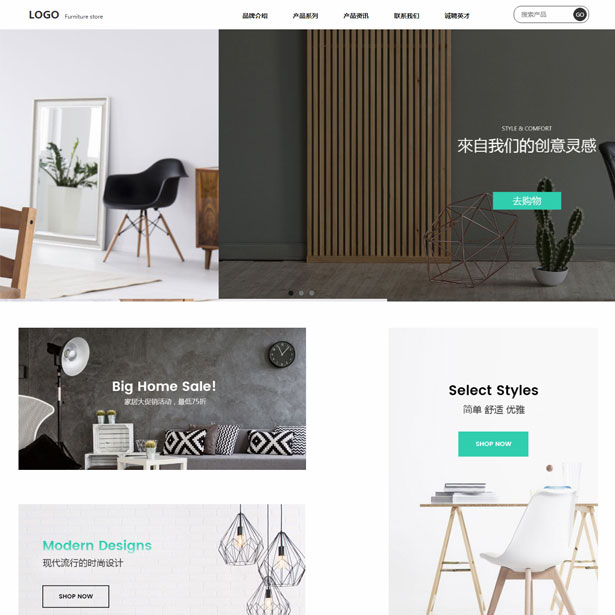 LOGO Furniture store
品牌介绍 产品系列 产品资讯 联系我们 诚聘英才
搜索产品 GO
STYLE & COMFORT
來自我们的创意灵感
去购物
Big Home Sale!
家居大促销活动，最低75折
Select Styles
简单 舒适 优雅
SHOP NOW
Modern Designs
现代流行的时尚设计
SHOP NOW